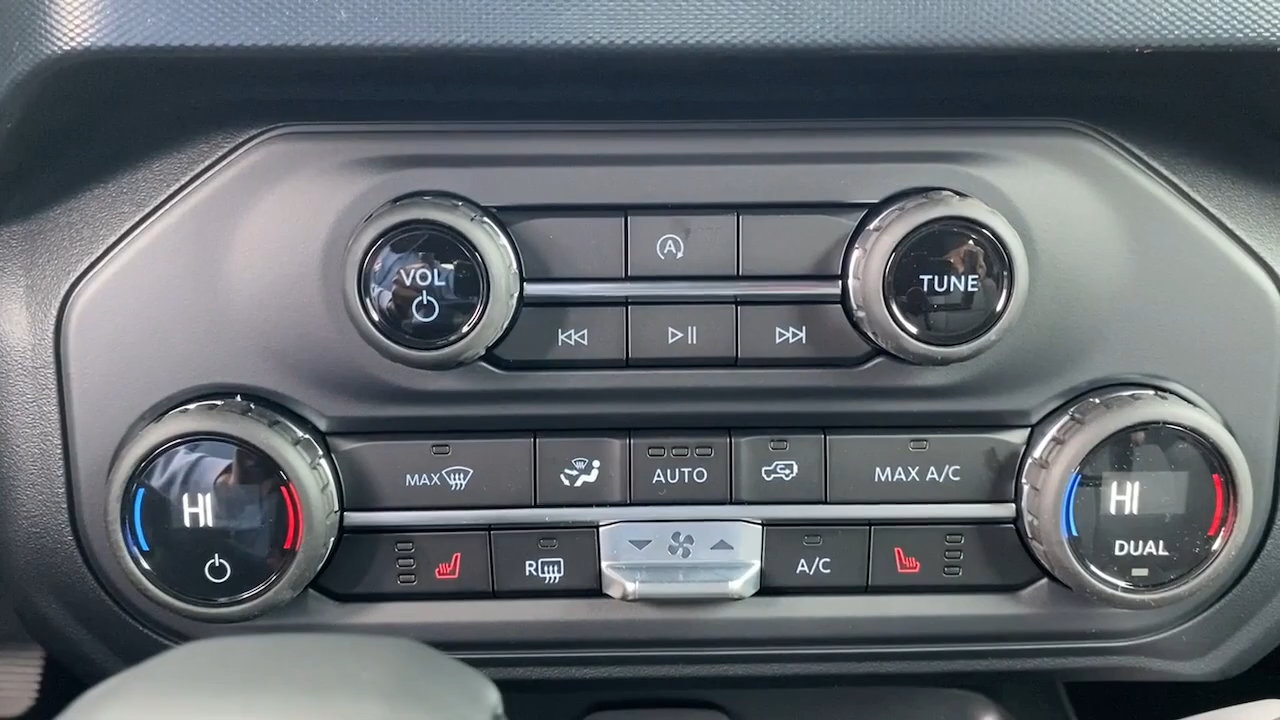 A
VOL
TUNE
MAX
AUTO
MAX A/C
HI
HI
DUAL
R
A/C